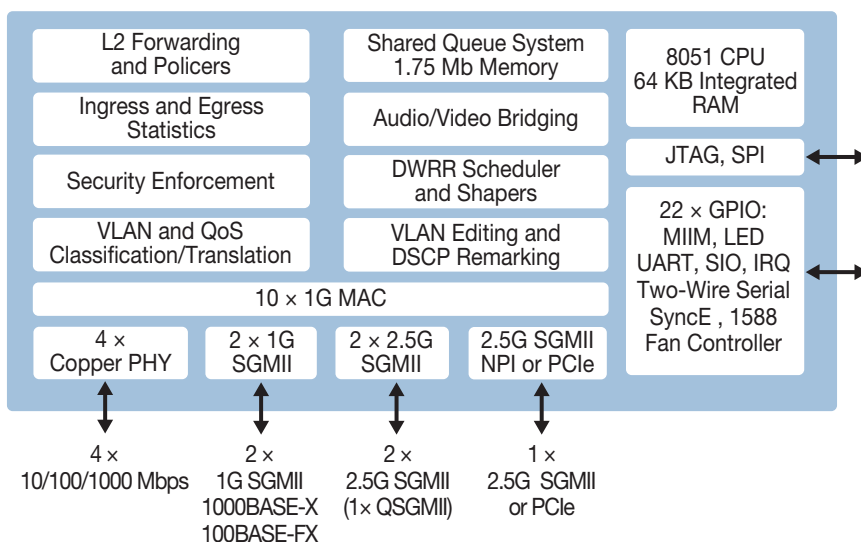 L2 Forwarding
and Policers
Shared Queue System
1.75 Mb Memory
8051 CPU
64 KB Integrated
RAM
Ingress and Egress
Statistics
Audio/Video Bridging
JTAG, SPI
Security Enforcement
DWRR Scheduler
and Shapers
22 × GPIO:
MIIM, LED
UART, SIO, IRQ
Two-Wire Serial
SyncE , 1588
Fan Controller
VLAN and QoS
Classification/Translation
VLAN Editing and
DSCP Remarking
10 × 1G MAC
4 ×
Copper PHY
2 × 1G
SGMII
2 × 2.5G
SGMII
2.5G SGMII
NPI or PCIe
4 ×
10/100/1000 Mbps
2 ×
1G SGMII
1000BASE-X
100BASE-FX
2 ×
2.5G SGMII
(1× QSGMII)
1 ×
2.5G SGMII
or PCIe